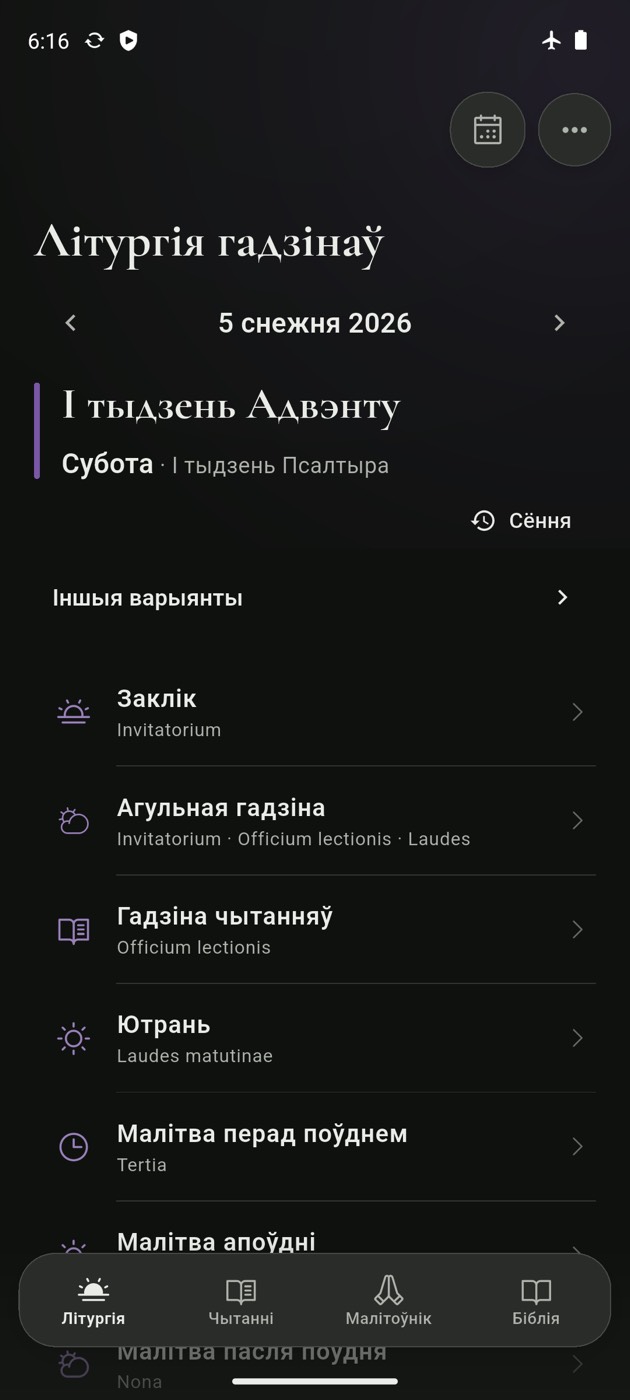 6:16
Літургія гадзінаў
5 снежня 2026
I тыдзень Адвэнту
Субота · I тыдзень Псалтыра
Сёння
Іншыя варыянты
Заклік
Invitatorium
Агульная гадзіна
Invitatorium · Officium lectionis · Laudes
Гадзіна чытанняў
Officium lectionis
Ютрань
Laudes matutinae
Малітва перад поўднем
Tertia
Малітва апоўдні
Літургія
Чытанні
Малітоўнік
Біблія
Малітва пасля поўдня
Nona